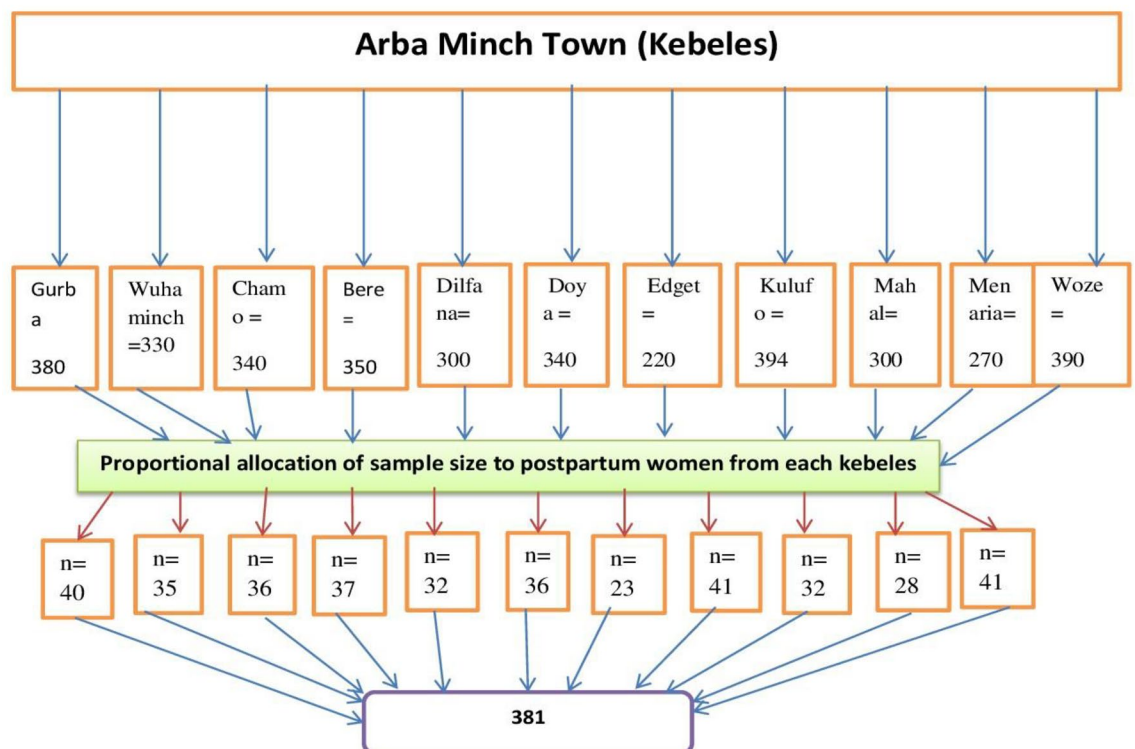 Arba Minch Town (Kebeles)
Gurb
a
380
Wuha
minch
=330
Cham
o =
340
Bere
=
350
Dilfa
na=
300
Doy
a =
340
Edget
=
220
Kuluf
o =
394
Mah
al=
300
Men
aria=
270
Woze
=
390
Proportional allocation of sample size to postpartum women from each kebeles
n=
40
n=
35
n=
36
n=
37
n=
32
n=
36
n=
23
n=
41
n=
32
n=
28
n=
41
381